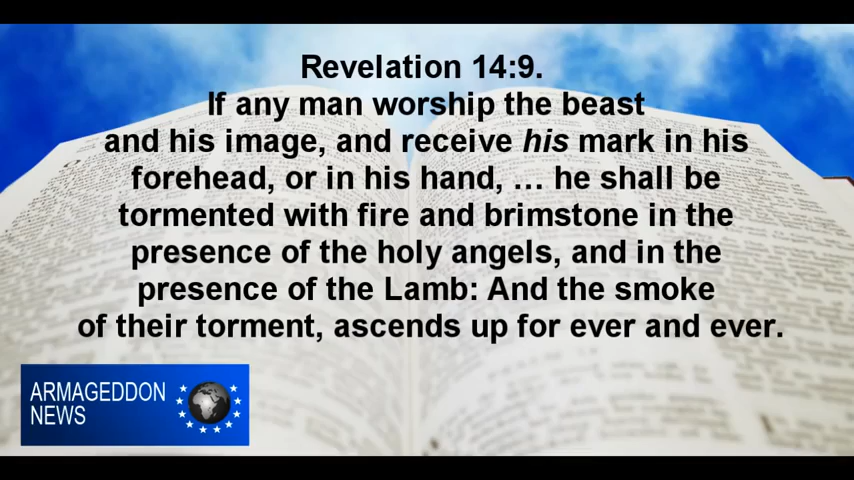 Revelation 14:9.
If any man worship the beast
and his image, and receive his mark in his
forehead, or in his hand, ... he shall be
tormented with fire and brimstone in the
presence of the holy angels, and in the
presence of the Lamb: And the smoke
of their torment, ascends up for ever and ever.
ARMAGEDDON
NEWS